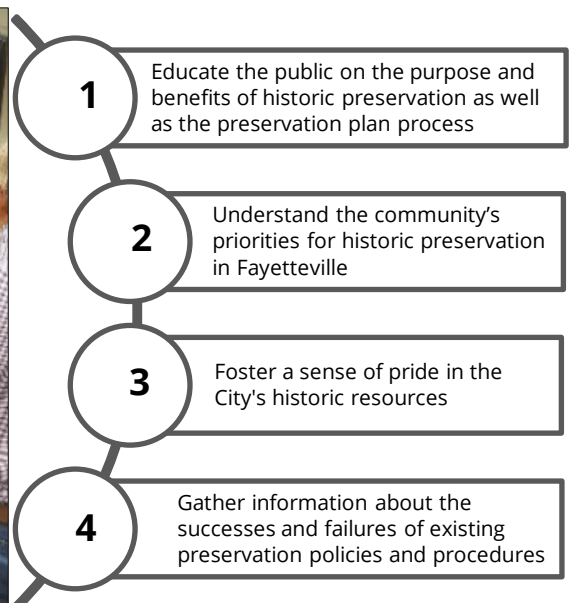 1
Educate the public on the purpose and
benefits of historic preservation as well
as the preservation plan process
2
Understand the community's
priorities for historic preservation
in Fayetteville
3
Foster a sense of pride in the
City's historic resources
4
Gather information about the
successes and failures of existing
preservation policies and procedures